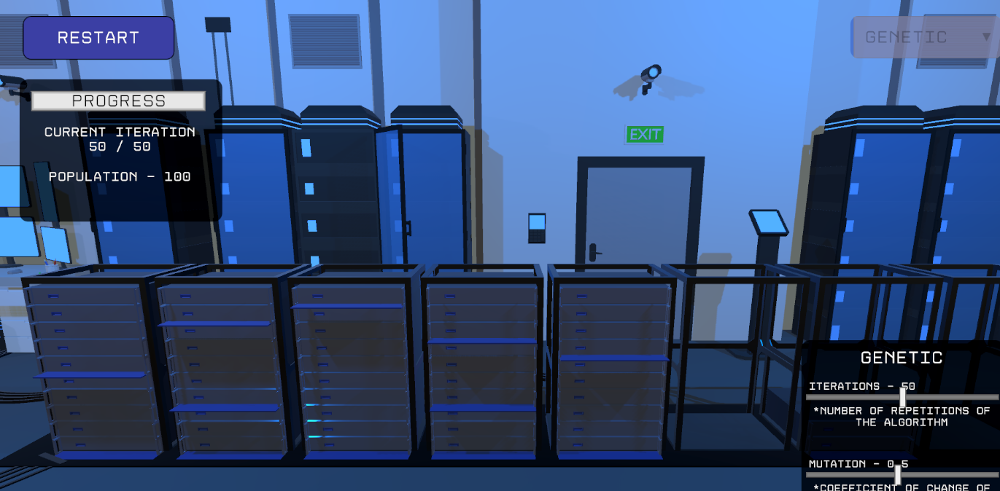 RESTART
GENETIC
PROGRESS
CURRENT ITERATION
50 / 50
POPULATION - 100
EXIT
GENETIC
ITERATIONS - 50
*NUMBER OF REPETITIONS OF
THE ALGORITHM
MUTATION - 0.5
*COEFFICIENT OF CHANGE OF